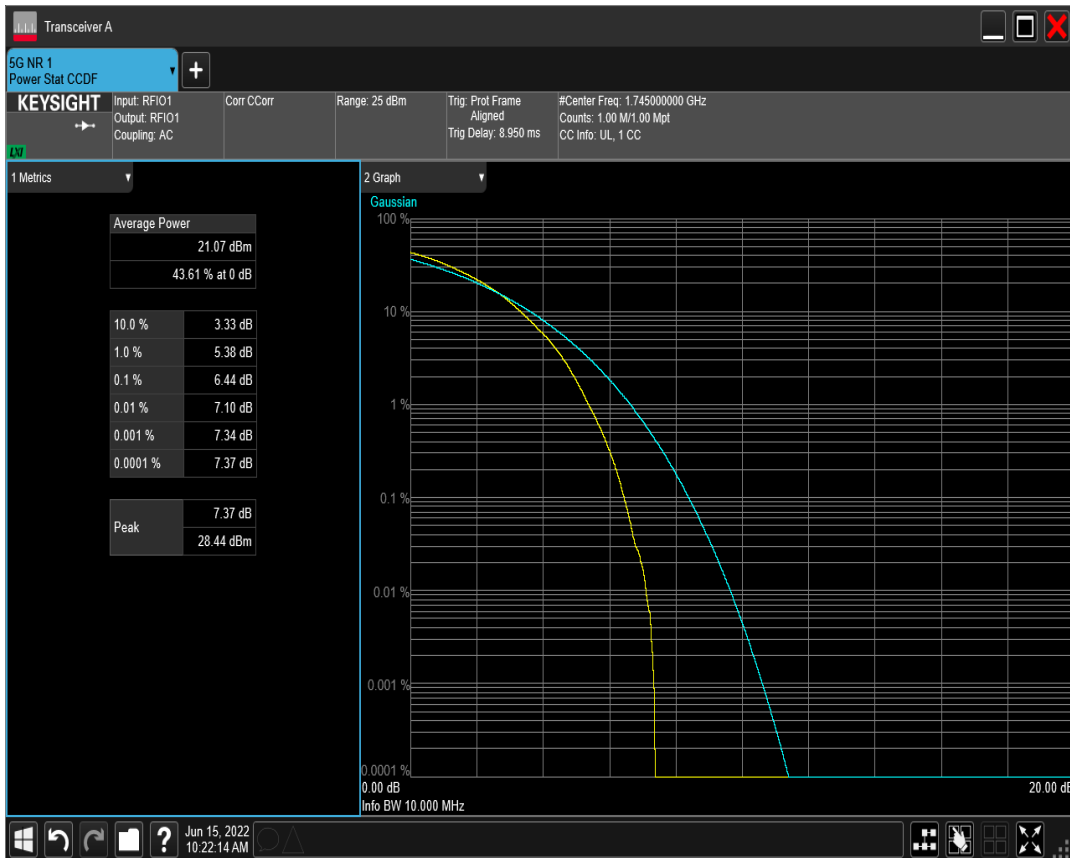 Transceiver A
5G NR 1
Power Stat CCDF
+
KEYSIGHT
LXI
Input: RFIO1
Output: RFIO1
Coupling: AC
Corr CCorr
Range: 25 dBm
Trig: Prot Frame
Aligned
Trig Delay: 8.950 ms
#Center Freq: 1.745000000 GHz
Counts: 1.00 M/1.00 Mpt
CC Info: UL, 1 CC
1 Metrics
Average Power
21.07 dBm
43.61 % at 0 dB
10.0 % 3.33 dB
1.0 % 5.38 dB
0.1 % 6.44 dB
0.01 % 7.10 dB
0.001 % 7.34 dB
0.0001 % 7.37 dB
Peak
7.37 dB
28.44 dBm
2 Graph
Gaussian
100 %
10 %
1 %
0.1 %
0.01 %
0.001 %
0.0001 %
0.00 dB
20.00 dB
Info BW 10.000 MHz
?
Jun 15, 2022
10:22:14 AM